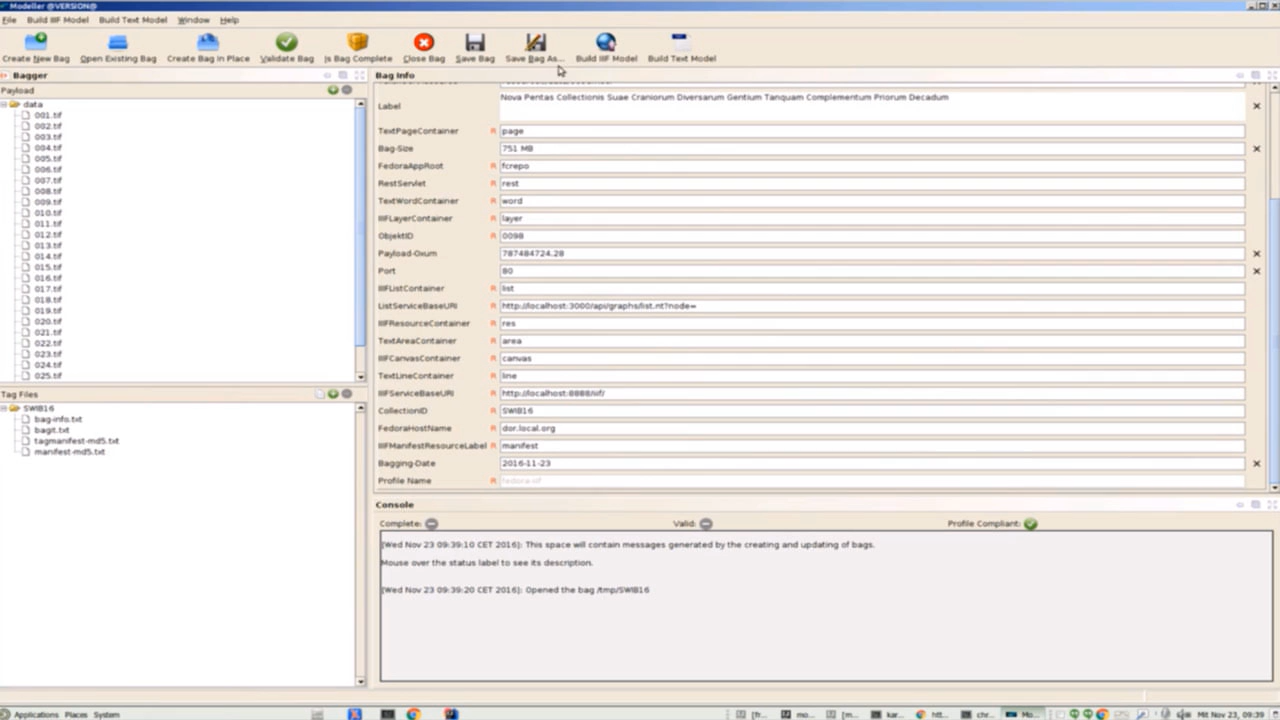 Modeller @VERSION@
File Build IIIF Model Build Text Model Window Help
Create New Bag Open Existing Bag Create Bag In Place Validate Bag Is Bag Complete Close Bag Save Bag Save Bag As... Build IIIF Model Build Text Model
Bagger
Payload
data
001.tif
002.tif
003.tif
004.tif
005.tif
006.tif
007.tif
008.tif
009.tif
010.tif
011.tif
012.tif
013.tif
014.tif
015.tif
016.tif
017.tif
018.tif
019.tif
020.tif
021.tif
022.tif
023.tif
024.tif
025.tif
Tag Files
SWIB16
bag-info.txt
bagit.txt
tagmanifest-md5.txt
manifest-md5.txt
Bag Info
Label Nova Pentas Collectionis Suae Craniorum Diversarum Gentium Tanquam Complementum Priorum Decadum
TextPageContainer R page
Bag-Size 751 MB
FedoraAppRoot R fcrepo
RestServlet R rest
TextWordContainer R word
IIIFLayerContainer R layer
ObjektID R 0098
Payload-Oxum 787484724.28
Port R 80
IIIFListContainer R list
ListServiceBaseURI R http://localhost:3000/api/graphs/list.nt?node=
IIIFResourceContainer R res
TextAreaContainer R area
IIIFCanvasContainer R canvas
TextLineContainer R line
IIIFServiceBaseURI R http://localhost:8888/iiif/
CollectionID R SWIB16
FedoraHostName R dor.local.org
IIIFManifestResourceLabel R manifest
Bagging-Date R 2016-11-23
Profile Name R fedora-iiif
Console
Complete: Valid: Profile Compliant:
[Wed Nov 23 09:39:10 CET 2016]: This space will contain messages generated by the creating and updating of bags.
Mouse over the status label to see its description.
[Wed Nov 23 09:39:20 CET 2016]: Opened the bag /tmp/SWIB16
Applications Places System [fr... mo... [m... kar... htt... chr... Mo... Mit Nov 23, 09:39